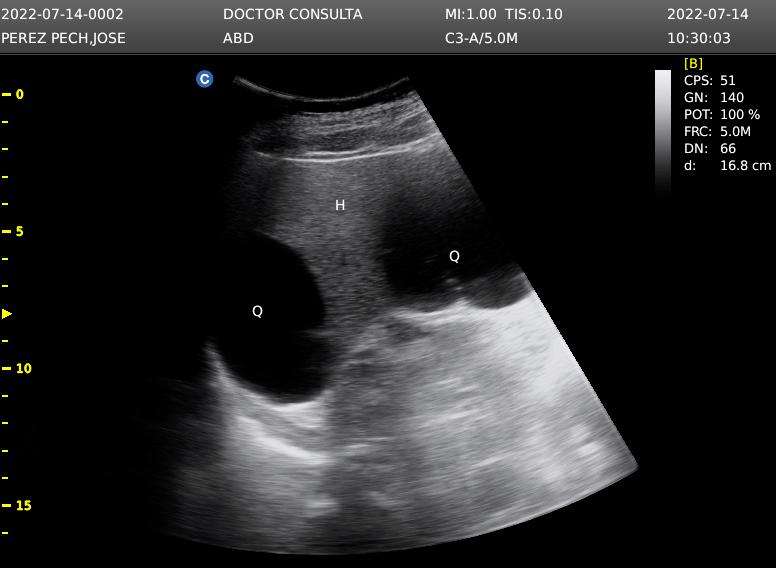 2022-07-14-0002 DOCTOR CONSULTA MI:1.00 TIS:0.10 2022-07-14
PEREZ PECH,JOSE ABD C3-A/5.0M 10:30:03
C
[B]
CPS: 51
GN: 140
POT: 100 %
FRC: 5.0M
DN: 66
d: 16.8 cm
0
H
5
Q
Q
10
15